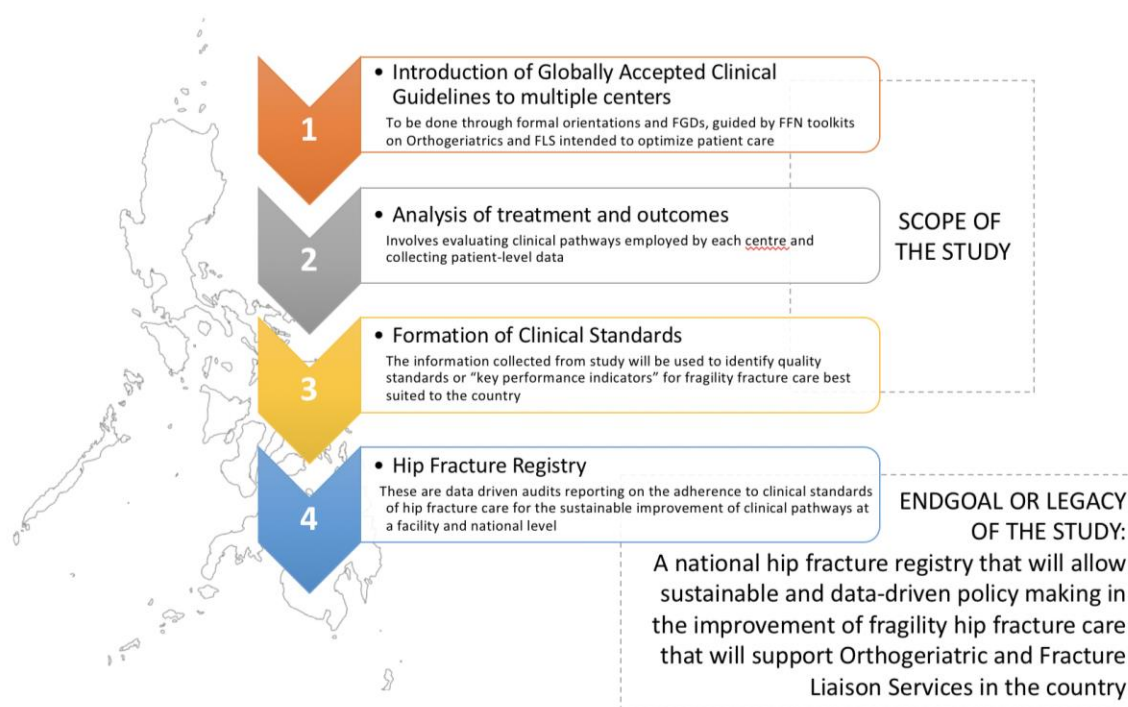 1
• Introduction of Globally Accepted Clinical
Guidelines to multiple centers
To be done through formal orientations and FGDs, guided by FFN toolkits
on Orthogeriatrics and FLS intended to optimize patient care
2
• Analysis of treatment and outcomes
Involves evaluating clinical pathways employed by each centre and
collecting patient-level data
SCOPE OF
THE STUDY
3
• Formation of Clinical Standards
The information collected from study will be used to identify quality
standards or “key performance indicators” for fragility fracture care best
suited to the country
4
• Hip Fracture Registry
These are data driven audits reporting on the adherence to clinical standards
of hip fracture care for the sustainable improvement of clinical pathways at
a facility and national level
ENDGOAL OR LEGACY
OF THE STUDY:
A national hip fracture registry that will allow
sustainable and data-driven policy making in
the improvement of fragility hip fracture care
that will support Orthogeriatric and Fracture
Liaison Services in the country